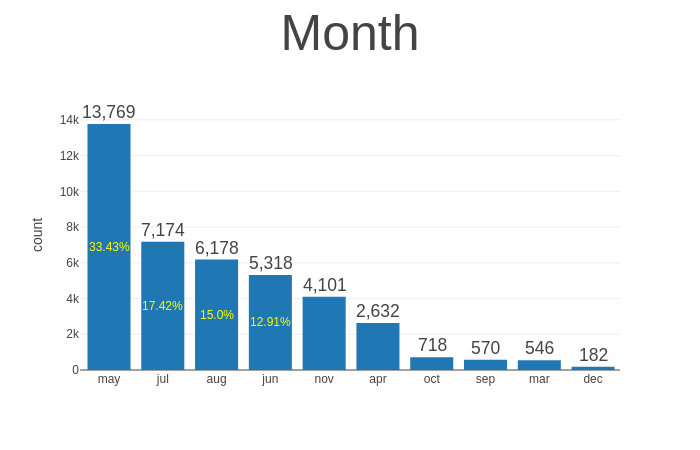 Month
13,769
14k
12k
10k
8k
6k
4k
2k
0
count
7,174
6,178
5,318
4,101
2,632
718
570
546
182
33.43%
17.42%
15.0%
12.91%
may jul aug jun nov apr oct sep mar dec